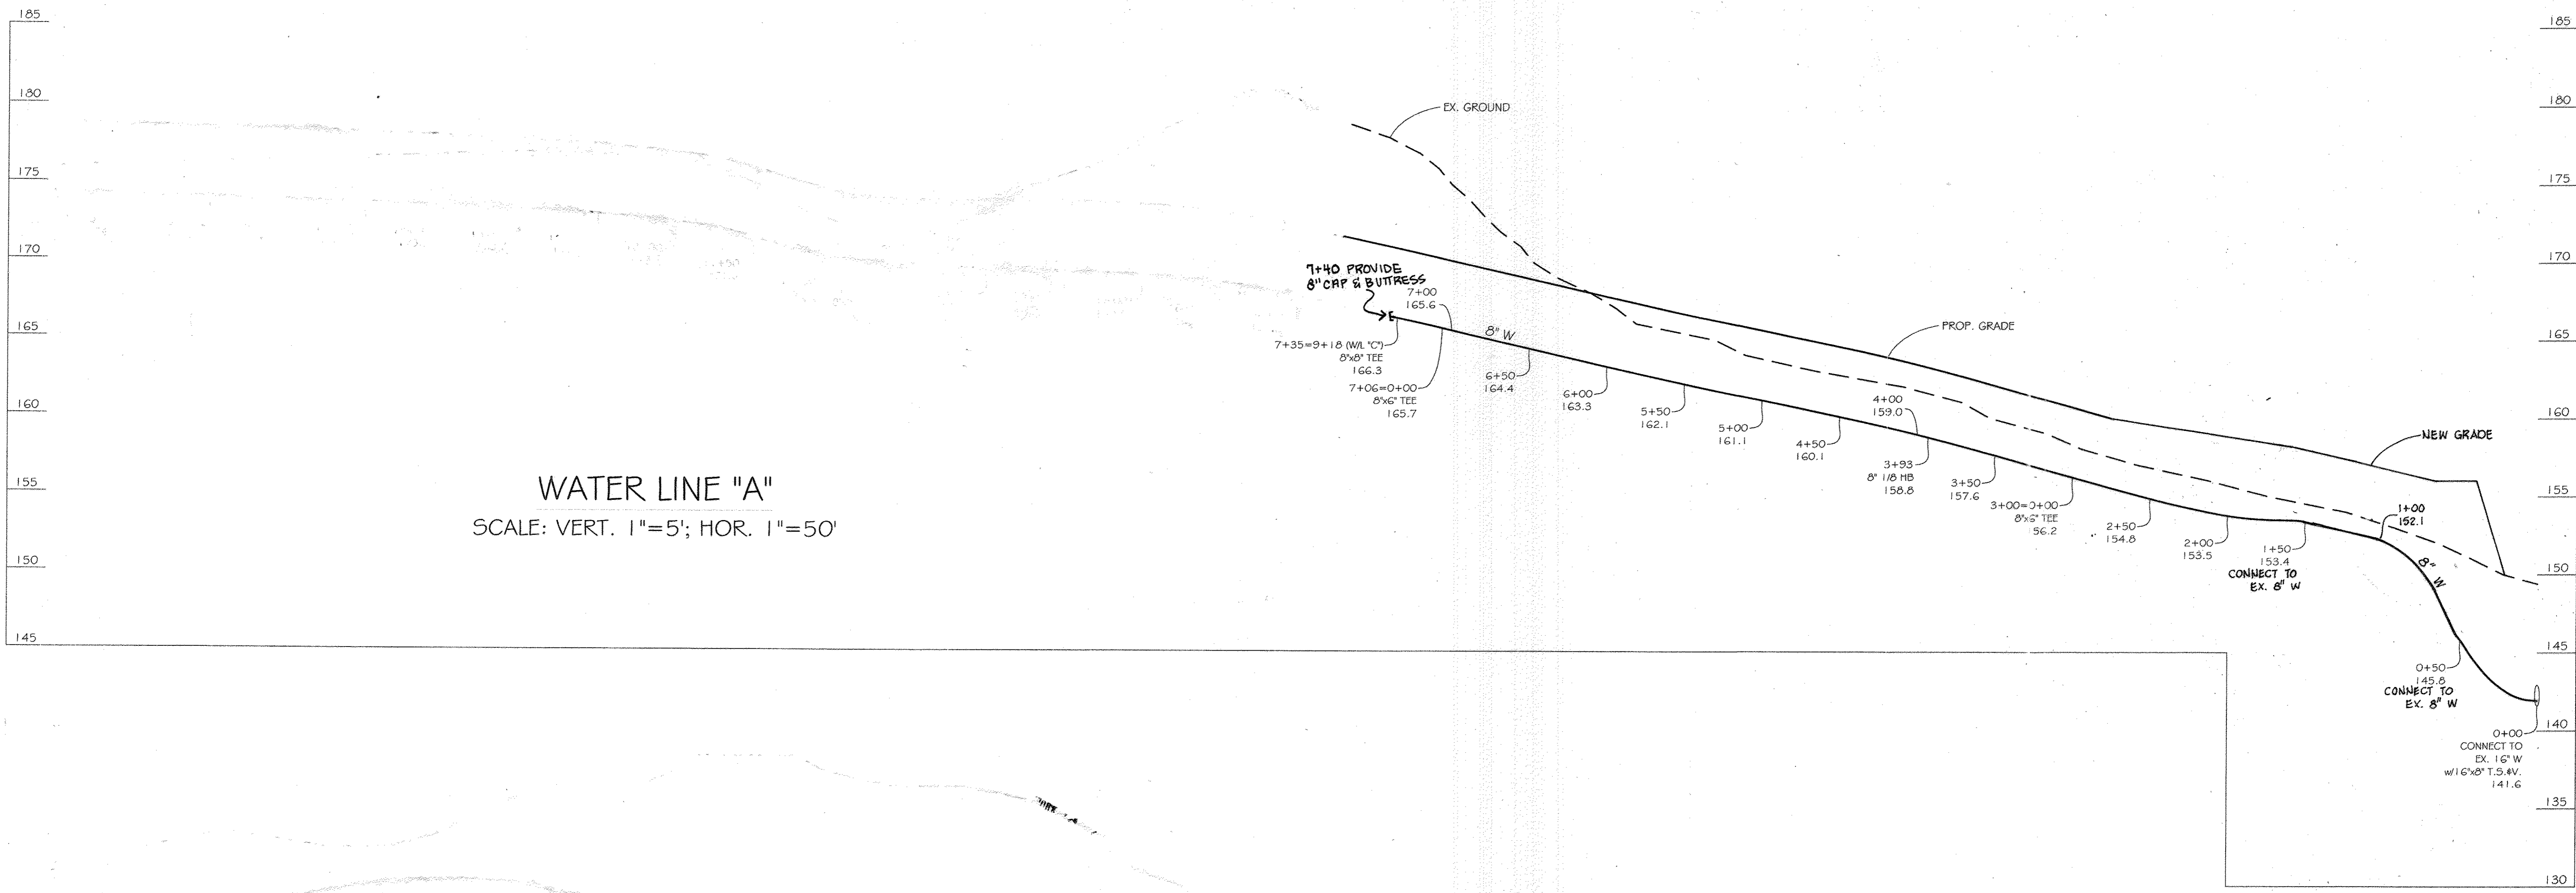 185
180
175
170
165
160
155
150
145
185
180
175
170
165
160
155
150
145
140
135
130
EX. GROUND
7+40 PROVIDE
8" CAP & BUTTRESS
7+00
165.6
8" W
7+35=9+18 (W/L "C")
8"x8" TEE
166.3
7+06=0+00
8"x6" TEE
165.7
6+50
164.4
6+00
163.3
5+50
162.1
5+00
161.1
4+50
160.1
4+00
159.0
3+93
8" 1/8 HB
158.8
3+50
157.6
3+00=0+00
8"x6" TEE
56.2
2+50
154.8
2+00
153.5
1+50
153.4
CONNECT TO
EX. 8" W
1+00
152.1
8" W
0+50
145.8
CONNECT TO
EX. 8" W
0+00
CONNECT TO
EX. 16" W
w/16"x8" T.S.&V.
141.6
PROP. GRADE
NEW GRADE
WATER LINE "A"
SCALE: VERT. 1"=5'; HOR. 1"=50'